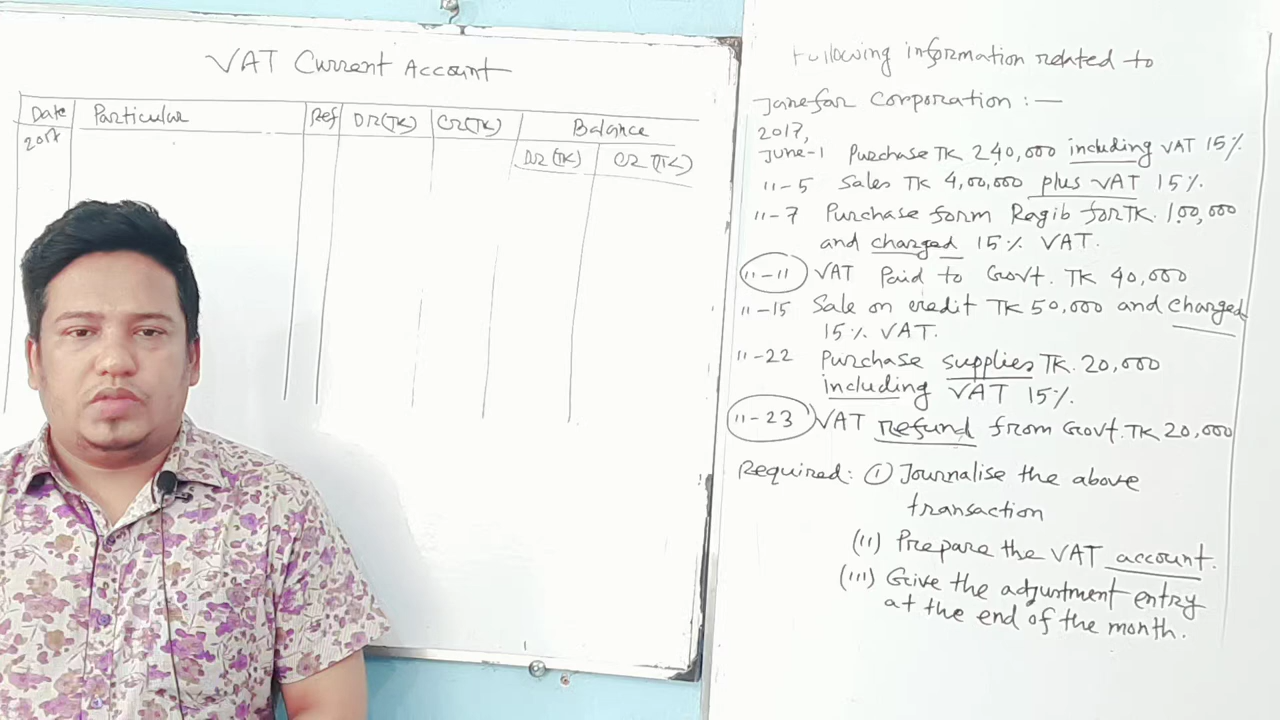 VAT Current Account
Date Particular Ref DR(TK) CR(TK) Balance
2017 DR(TK) CR(TK)
Following information related to
Janefar Corporation :—
2017,
June-1 Purchase TK 240,000 including VAT 15%
"-5 Sales TK 4,00,000 plus VAT 15%.
"-7 Purchase form Ragib for TK. 1,00,000
and charged 15% VAT.
"-11 VAT Paid to Govt. TK 40,000
"-15 Sale on credit TK 50,000 and charged
15% VAT.
"-22 Purchase supplies TK. 20,000
including VAT 15%.
"-23 VAT refund from Govt. TK 20,000
Required: (i) Journalise the above
transaction
(ii) Prepare the VAT account.
(iii) Give the adjustment entry
at the end of the month.